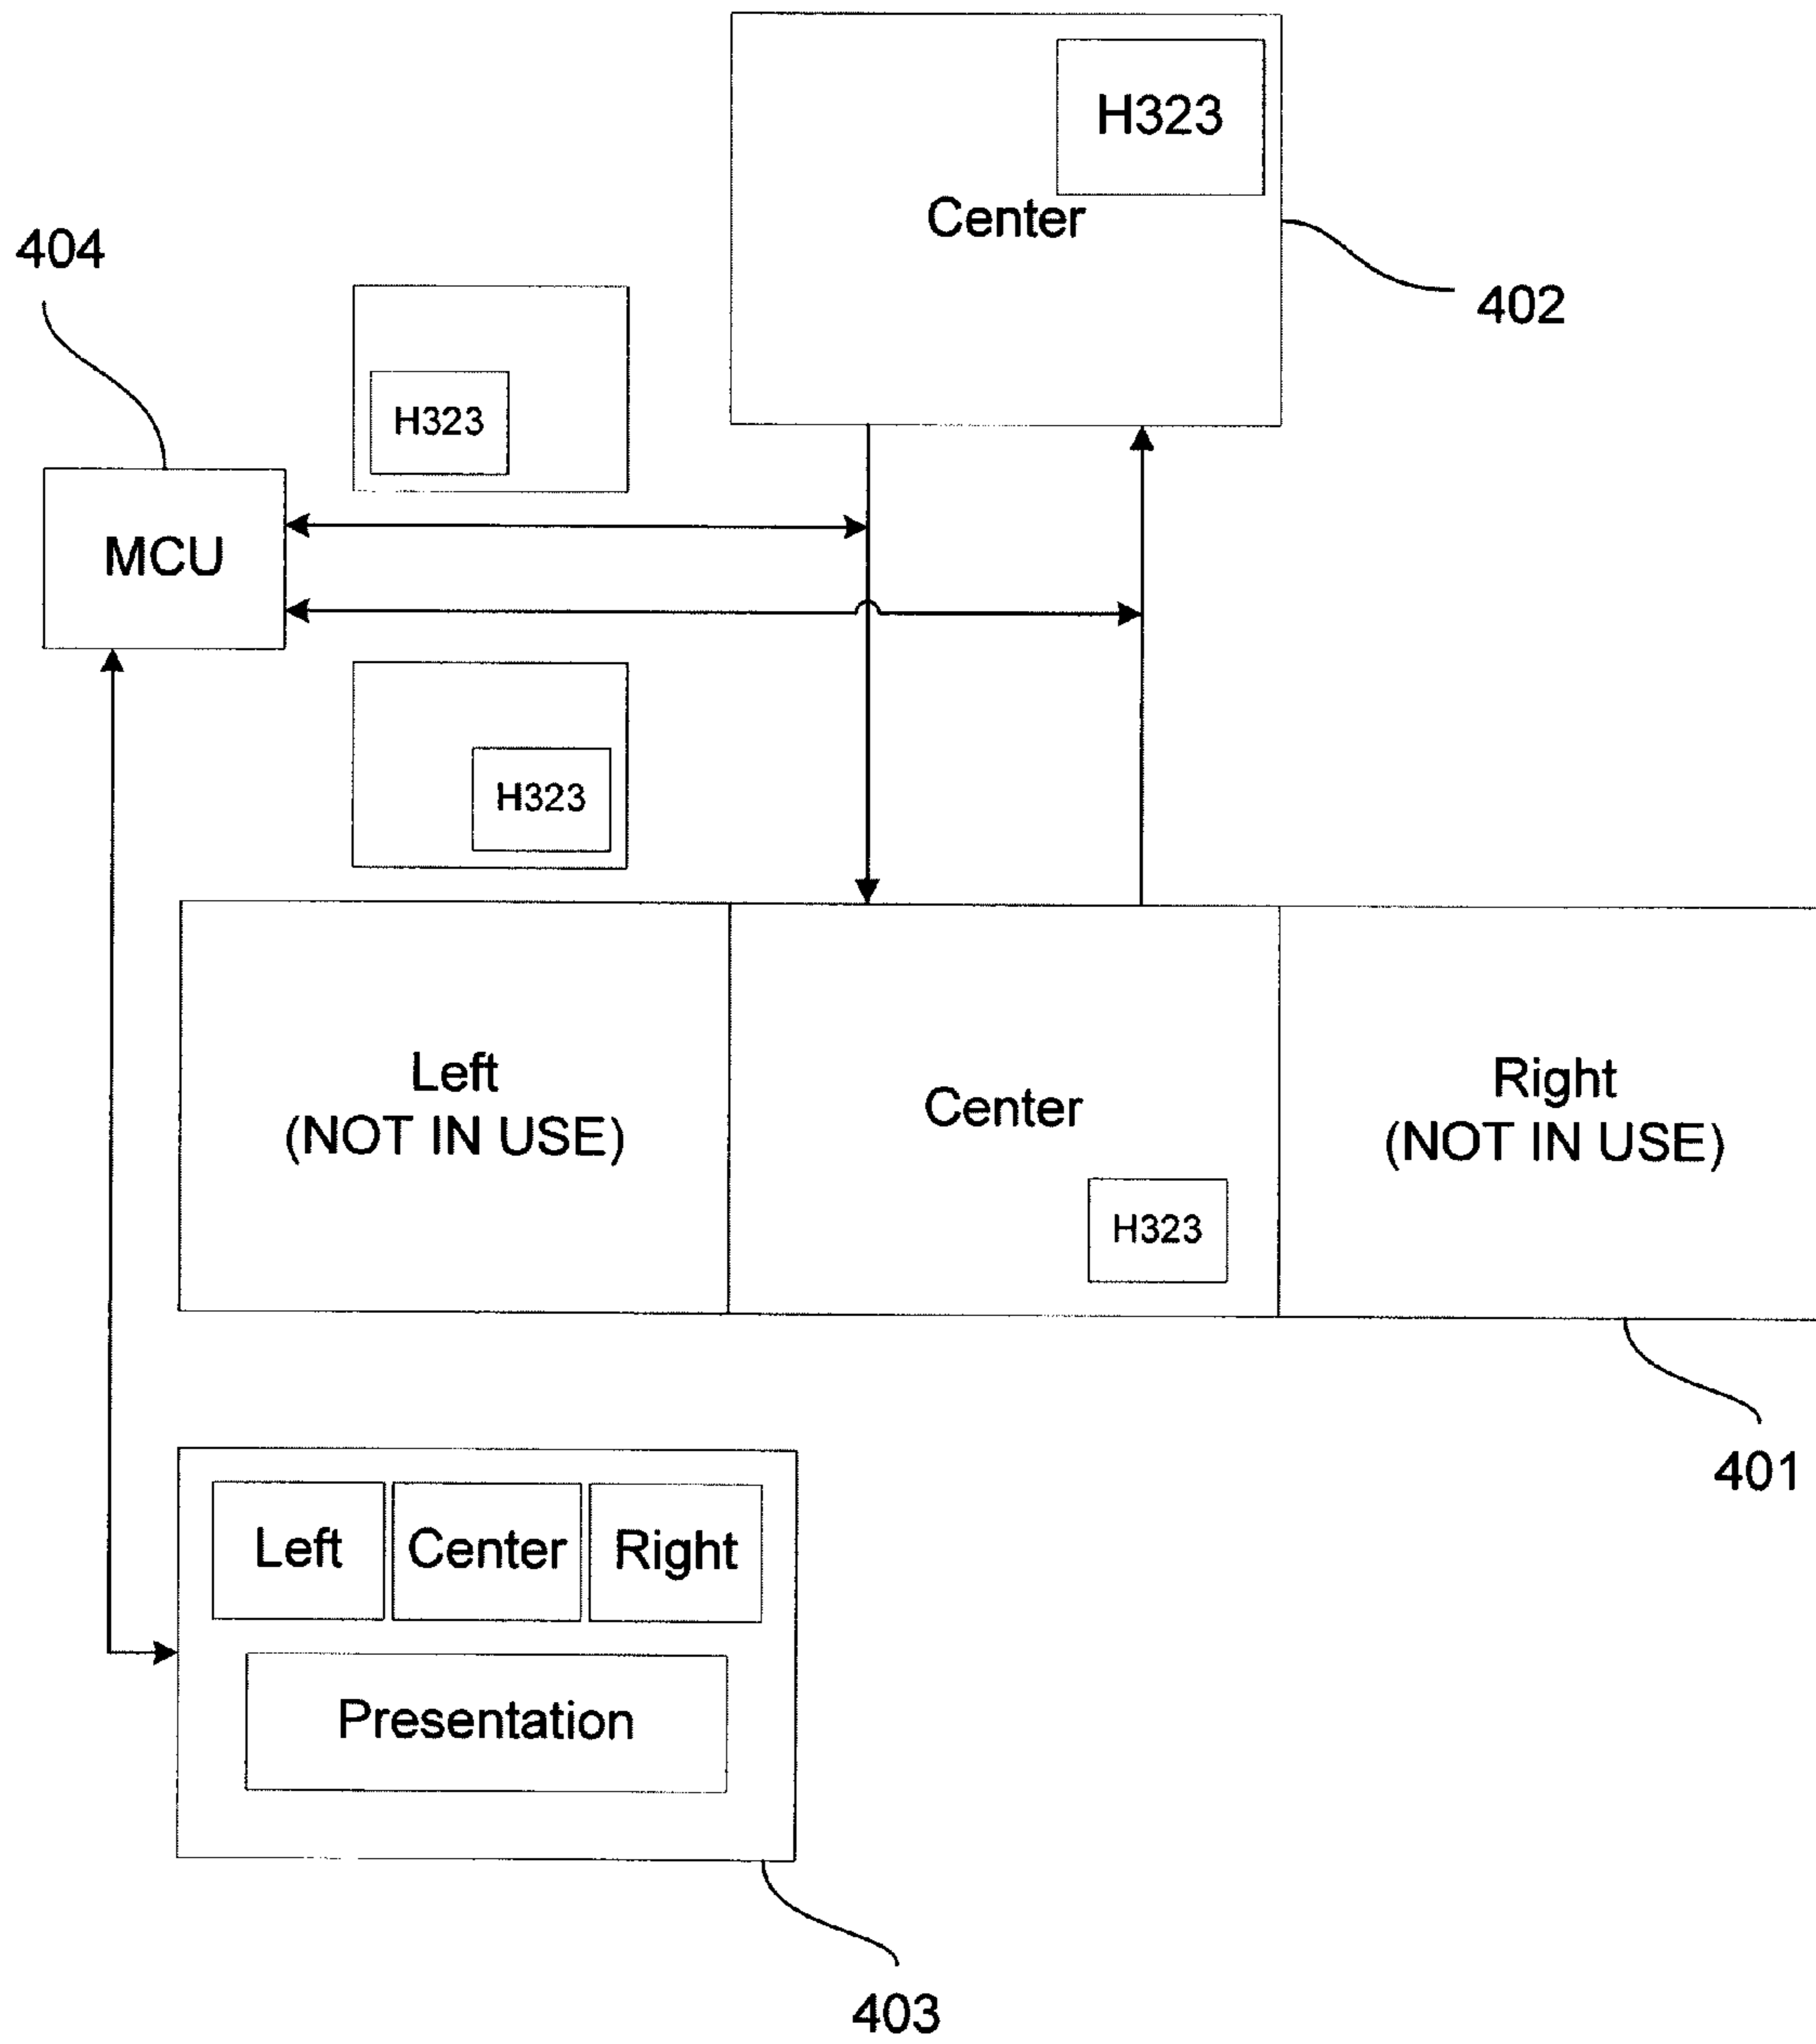 H323
Center
404
402
H323
MCU
H323
Left
(NOT IN USE)
Center
Right
(NOT IN USE)
H323
401
Left Center Right
Presentation
403